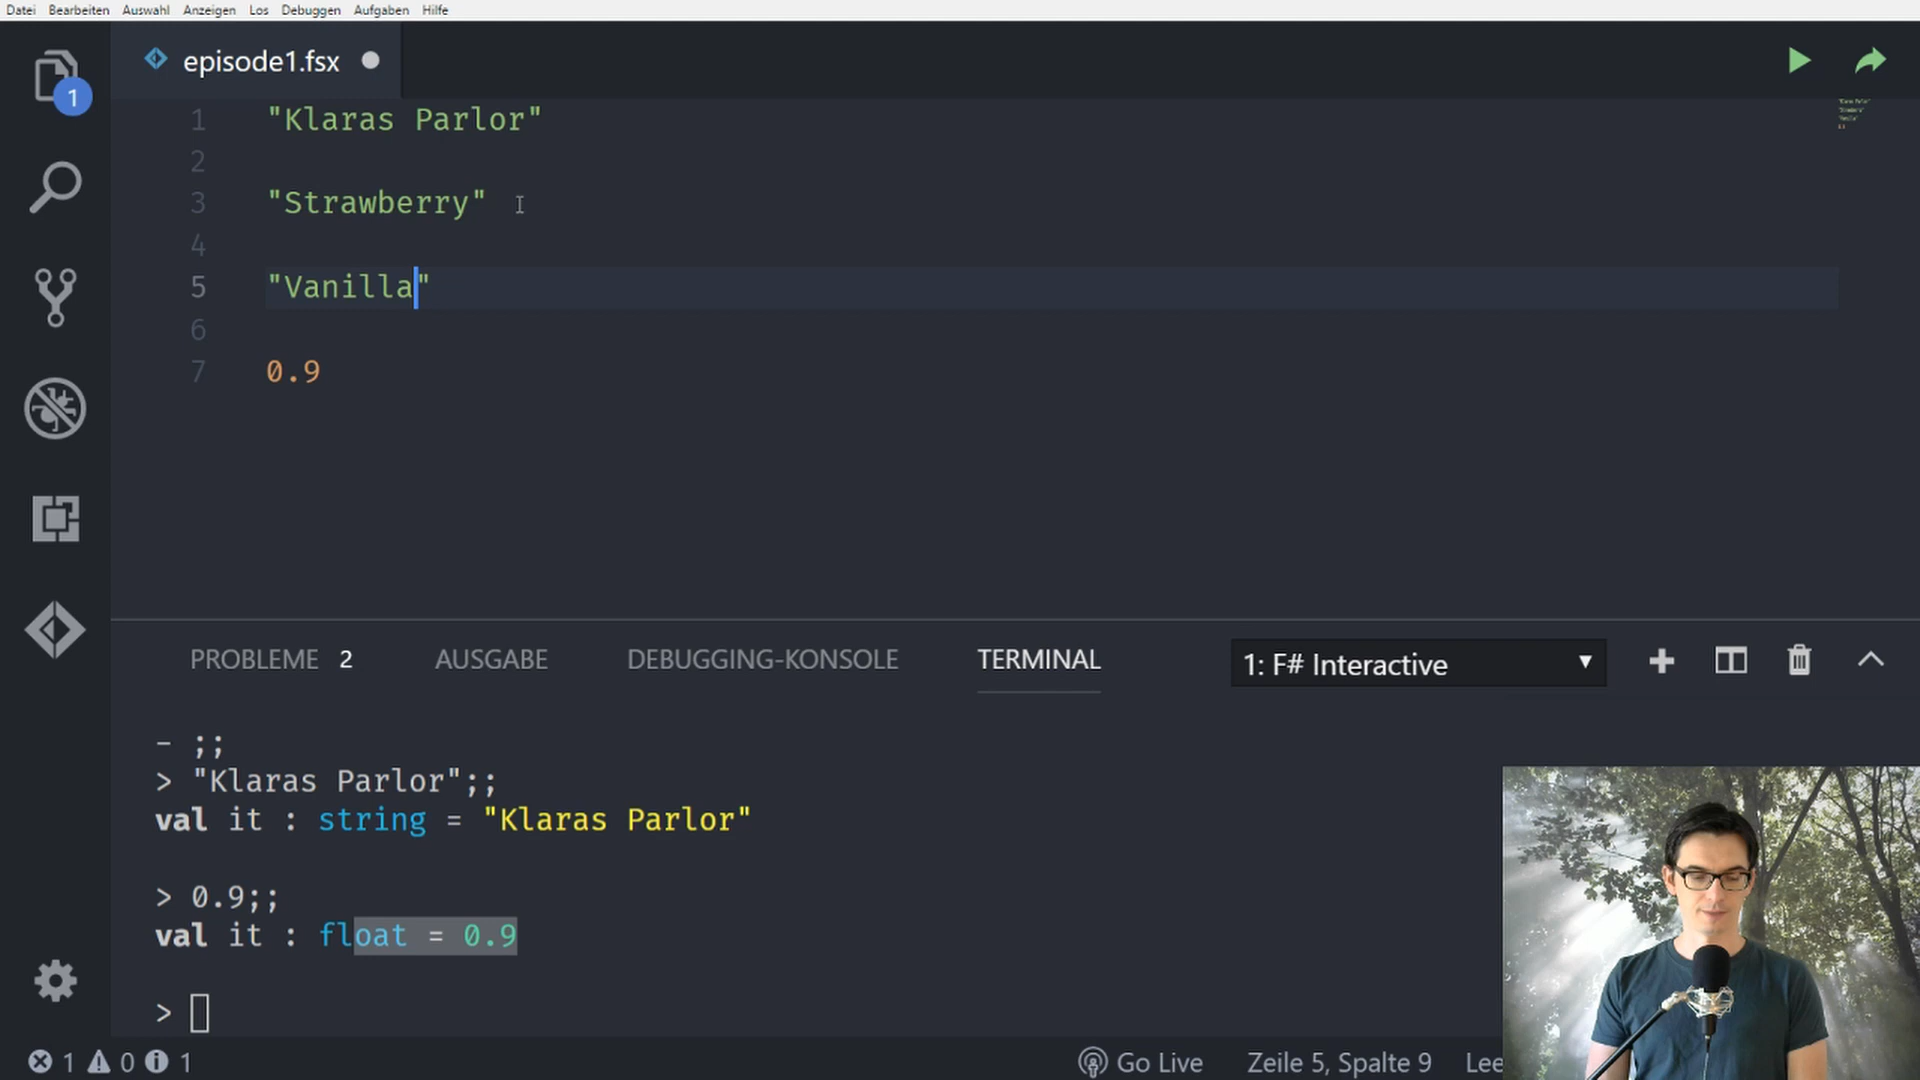 Datei Bearbeiten Auswahl Anzeigen Los Debuggen Aufgaben Hilfe
episode1.fsx
1
1 "Klaras Parlor"
2
3 "Strawberry"
4
5 "Vanilla"
6
7 0.9
PROBLEME 2 AUSGABE DEBUGGING-KONSOLE TERMINAL 1: F# Interactive
- ;;
> "Klaras Parlor";;
val it : string = "Klaras Parlor"
> 0.9;;
val it : float = 0.9
>
1 0 1 Go Live Zeile 5, Spalte 9 Lee